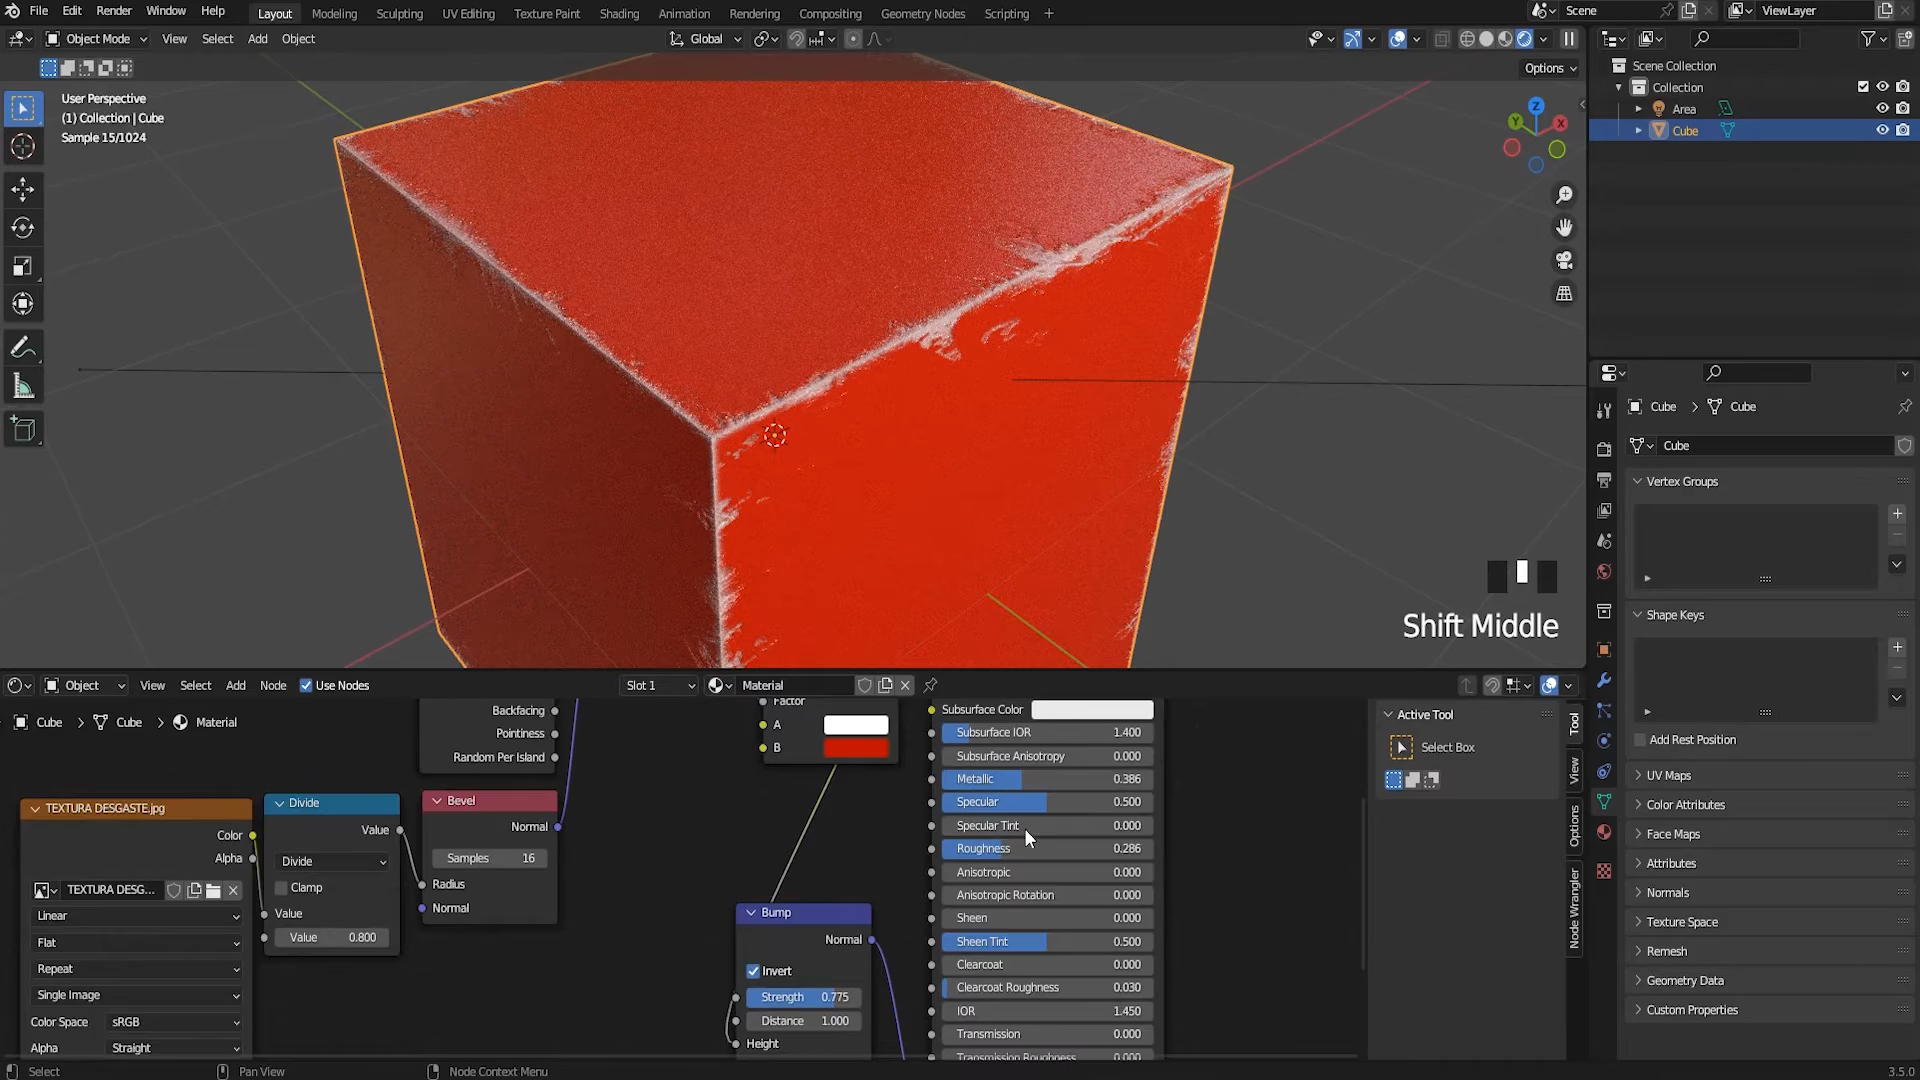 File Edit Render Window Help Layout Modeling Sculpting UV Editing Texture Paint Shading Animation Rendering Compositing Geometry Nodes Scripting + Scene ViewLayer
Object Mode View Select Add Object Global
Options
User Perspective
(1) Collection | Cube
Sample 15/1024
Z
Y
X
Shift Middle
Scene Collection
Collection
Area
Cube
Cube > Cube
Cube
Vertex Groups
Shape Keys
Add Rest Position
UV Maps
Color Attributes
Face Maps
Attributes
Normals
Texture Space
Remesh
Geometry Data
Custom Properties
Object View Select Add Node Use Nodes Slot 1 Material
Cube > Cube > Material
Backfacing
Pointiness
Random Per Island
TEXTURA DESGASTE.jpg
Color
Alpha
TEXTURA DESG...
Linear
Flat
Repeat
Single Image
Color Space sRGB
Alpha Straight
Divide
Value
Divide
Clamp
Value
Value 0.800
Bevel
Normal
Samples 16
Radius
Normal
Factor
A
B
Bump
Normal
Invert
Strength 0.775
Distance 1.000
Height
Subsurface Color
Subsurface IOR 1.400
Subsurface Anisotropy 0.000
Metallic 0.386
Specular 0.500
Specular Tint 0.000
Roughness 0.286
Anisotropic 0.000
Anisotropic Rotation 0.000
Sheen 0.000
Sheen Tint 0.500
Clearcoat 0.000
Clearcoat Roughness 0.030
IOR 1.450
Transmission 0.000
Transmission Roughness 0.000
Active Tool
Select Box
Tool
View
Options
Node Wrangler
Select Pan View Node Context Menu 3.5.0